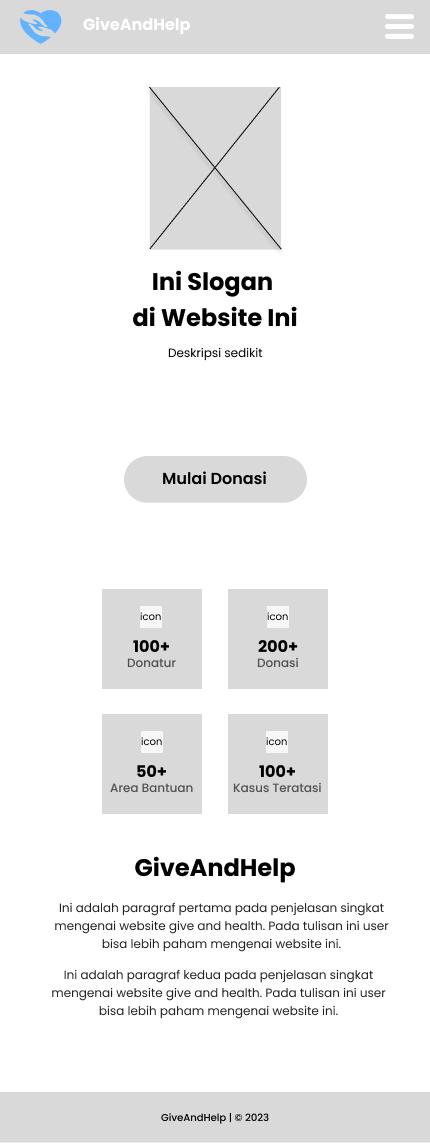 GiveAndHelp
Ini Slogan
di Website Ini
Deskripsi sedikit
Mulai Donasi
icon
100+
Donatur
icon
200+
Donasi
icon
50+
Area Bantuan
icon
100+
Kasus Teratasi
GiveAndHelp
Ini adalah paragraf pertama pada penjelasan singkat
mengenai website give and health. Pada tulisan ini user
bisa lebih paham mengenai website ini.
Ini adalah paragraf kedua pada penjelasan singkat
mengenai website give and health. Pada tulisan ini user
bisa lebih paham mengenai website ini.
GiveAndHelp | © 2023